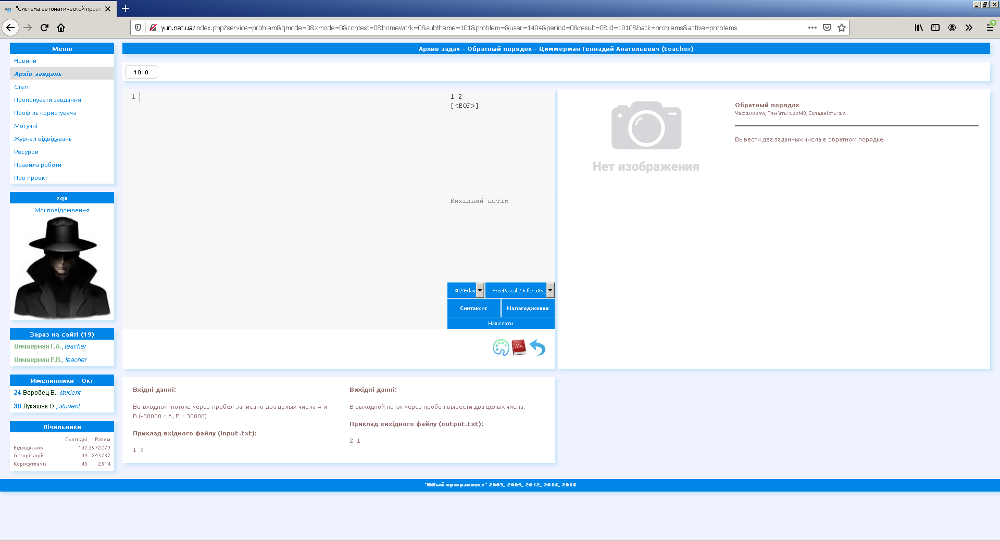 "Система автоматической прове
yun.net.ua/index.php?service=problem&qmode=0&xmode=0&contest=0&homework=0&subtheme=101&problem=&user=1404&period=0&result=0&id=1010&back=problems&active=problems
Меню
Новини
Архів завдань
Статті
Пропонувати завдання
Профіль користувача
Мої учні
Журнал відвідувань
Ресурси
Правила роботи
Про проект
zga
Мої повідомлення
Зараз на сайті (19)
Циммерман Г.А., teacher
Циммерман Е.В., teacher
Именинники - Окт
24 Воробец В., student
30 Лукашев О., student
Лічильники
Сьогодні Разом
Відвідувань 102 3972279
Авторізацій 49 243737
Корисутвачів 45 2514
Архив задач - Обратный порядок - Циммерман Геннадий Анатольевич (teacher)
1010
1
1 2
[<EOF>]
Вихідний потік
3024-day
FreePascal 2.6 for x86_
Синтаксис
Налагодження
Надіслати
Abc
Нет изображения
Обратный порядок
Час: 1000ms, Пам'ять: 128MB, Складність: 1%
Вывести два заданных числа в обратном порядке.
Вхідні данні:
Во входном потоке через пробел записано два целых числа A и
B (-30000 < A, B < 30000)
Приклад вхідного файлу (input.txt):
1 2
Вихідні данні:
В выходной поток через пробел вывести два целых числа.
Приклад вихідного файлу (output.txt):
2 1
"Юный программист" 2003, 2009, 2012, 2016, 2018